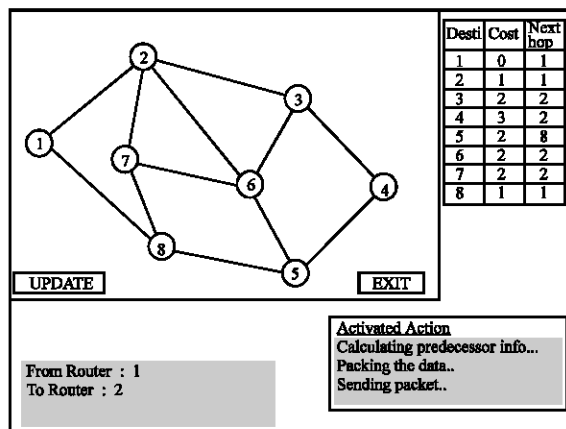 2
3
1
7
6
4
8
5
UPDATE
EXIT
Desti Cost Next hop
1 0 1
2 1 1
3 2 2
4 3 2
5 2 8
6 2 2
7 2 2
8 1 1
From Router : 1
To Router : 2
Activated Action
Calculating predecessor info...
Packing the data..
Sending packet..